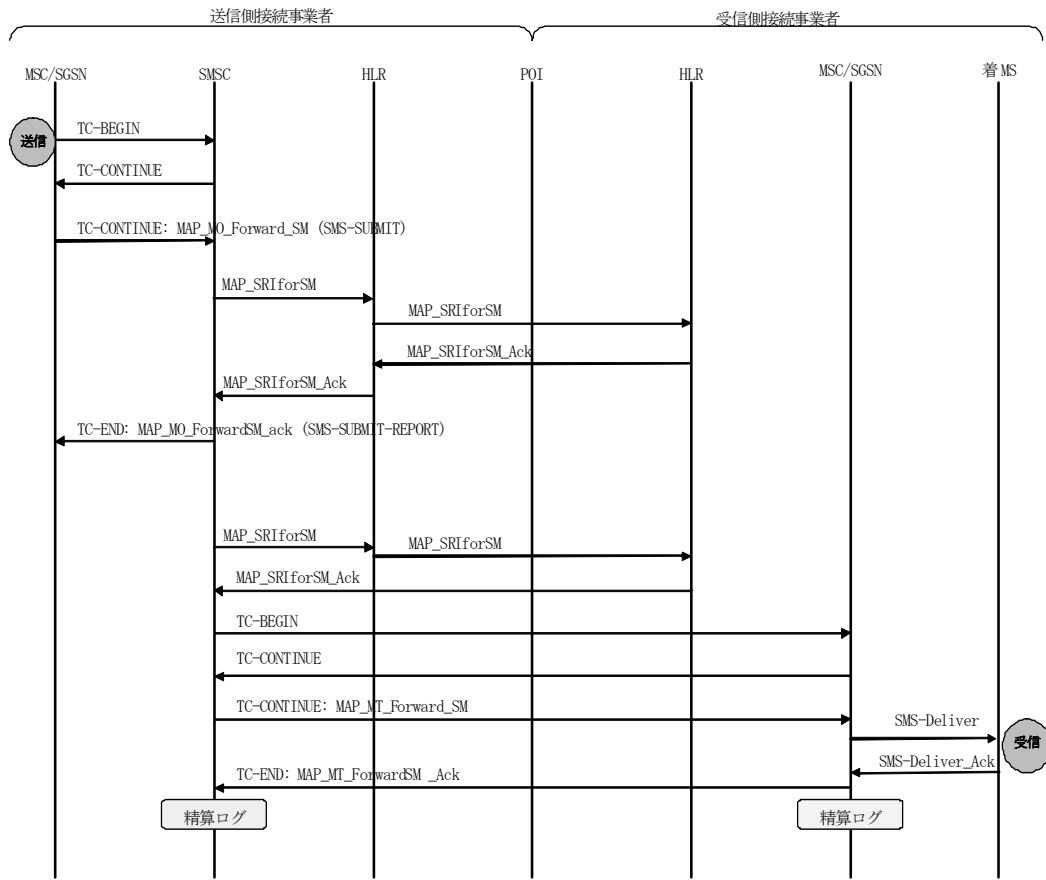 送信側接続事業者
受信側接続事業者
MSC/SGSN
SMSC
HLR
POI
HLR
MSC/SGSN
着MS
送信
TC-BEGIN
TC-CONTINUE
TC-CONTINUE: MAP_MO_Forward_SM (SMS-SUBMIT)
MAP_SRIforSM
MAP_SRIforSM
MAP_SRIforSM_Ack
MAP_SRIforSM_Ack
TC-END: MAP_MO_ForwardSM_ack (SMS-SUBMIT-REPORT)
MAP_SRIforSM
MAP_SRIforSM
MAP_SRIforSM_Ack
TC-BEGIN
TC-CONTINUE
TC-CONTINUE: MAP_MT_Forward_SM
SMS-Deliver
受信
SMS-Deliver_Ack
TC-END: MAP_MT_ForwardSM _Ack
精算ログ
精算ログ